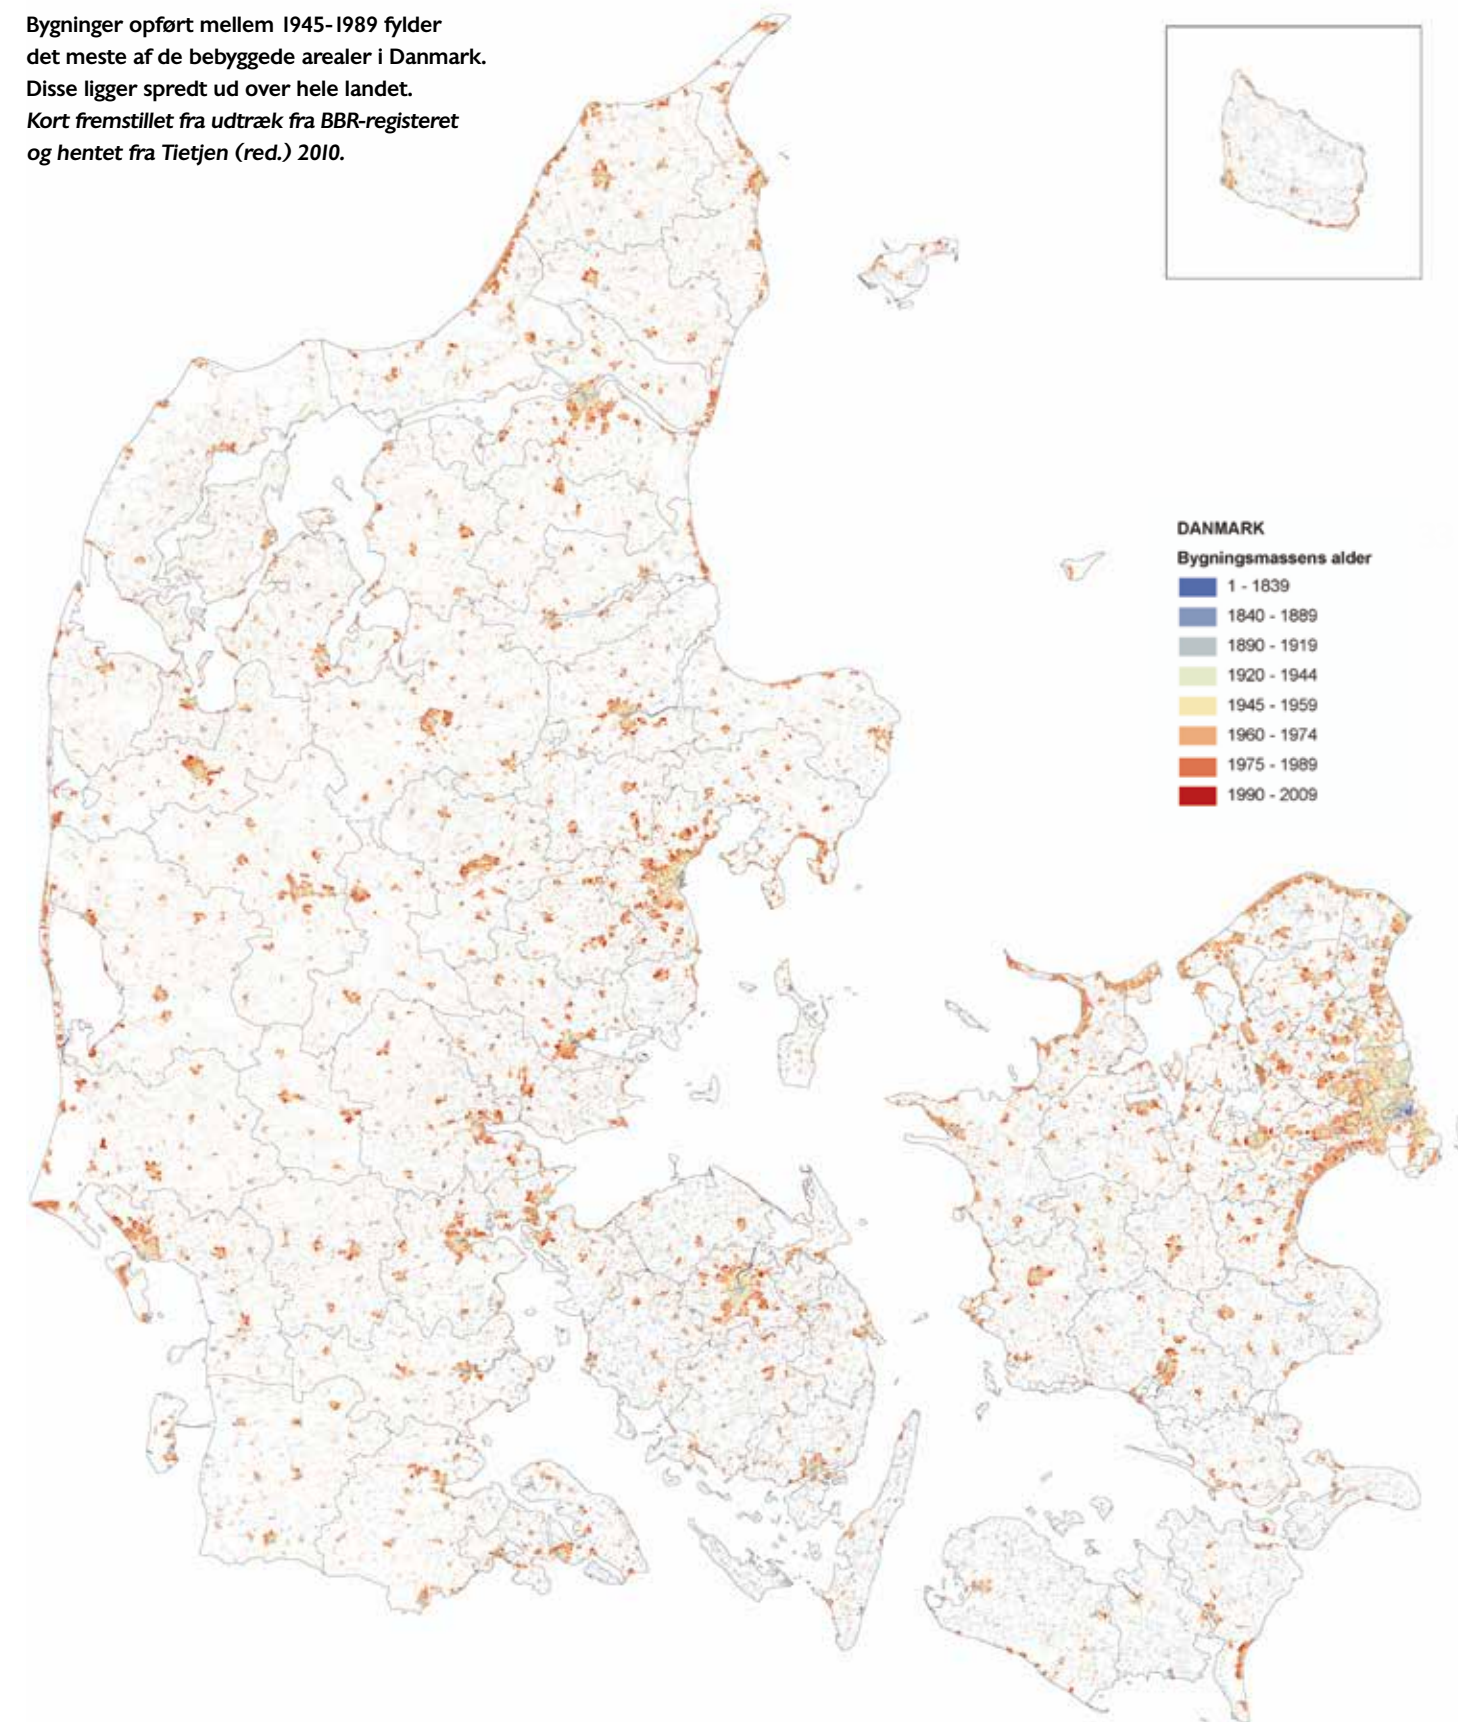 Bygninger opført mellem 1945-1989 fylder
det meste af de bebyggede arealer i Danmark.
Disse ligger spredt ud over hele landet.
Kort fremstillet fra udtræk fra BBR-registeret
og hentet fra Tietjen (red.) 2010.
DANMARK
Bygningsmassens alder
1 - 1839
1840 - 1889
1890 - 1919
1920 - 1944
1945 - 1959
1960 - 1974
1975 - 1989
1990 - 2009